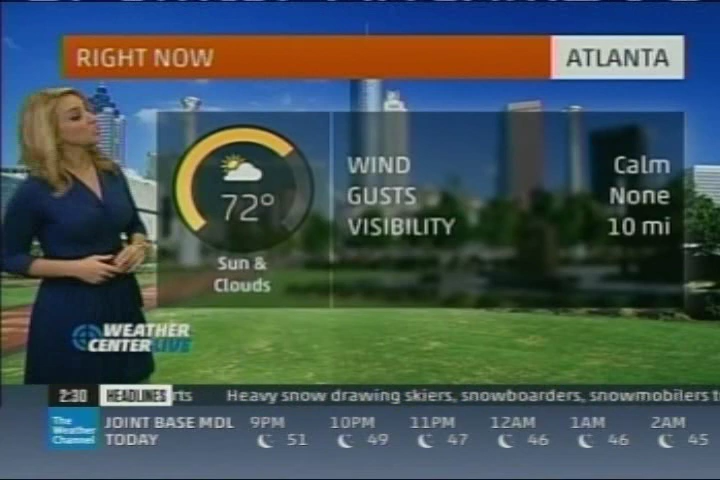 RIGHT NOW
ATLANTA
WIND Calm
GUSTS None
VISIBILITY 10 mi
72°
Sun &
Clouds
WEATHER
CENTER LIVE
2:30 HEADLINES rts Heavy snow drawing skiers, snowboarders, snowmobilers t
The
Weather
Channel
JOINT BASE MDL 9PM 10PM 11PM 12AM 1AM 2AM
TODAY 51 49 47 46 46 45